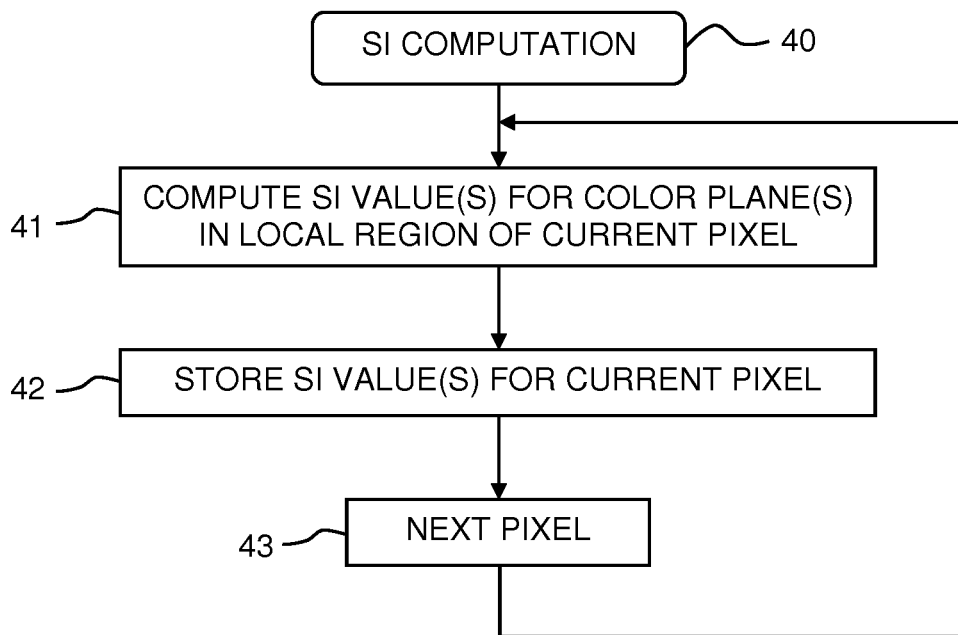 SI COMPUTATION
40
COMPUTE SI VALUE(S) FOR COLOR PLANE(S)
IN LOCAL REGION OF CURRENT PIXEL
41
STORE SI VALUE(S) FOR CURRENT PIXEL
42
NEXT PIXEL
43